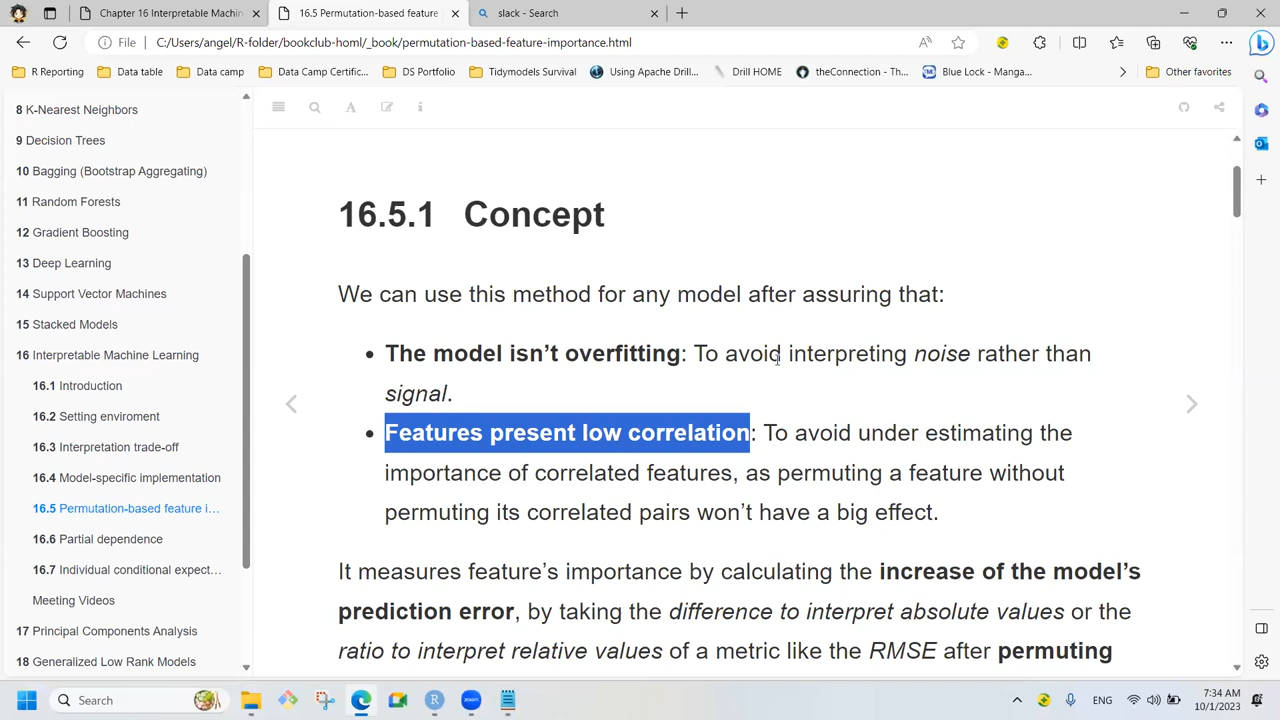 Chapter 16 Interpretable Machin
16.5 Permutation-based feature
slack - Search
File
C:/Users/angel/R-folder/bookclub-homl/_book/permutation-based-feature-importance.html
R Reporting
Data table
Data camp
Data Camp Certific...
DS Portfolio
Tidymodels Survival
Using Apache Drill...
Drill HOME
theConnection - Th...
Blue Lock - Manga...
Other favorites
8 K-Nearest Neighbors
9 Decision Trees
10 Bagging (Bootstrap Aggregating)
11 Random Forests
12 Gradient Boosting
13 Deep Learning
14 Support Vector Machines
15 Stacked Models
16 Interpretable Machine Learning
16.1 Introduction
16.2 Setting enviroment
16.3 Interpretation trade-off
16.4 Model-specific implementation
16.5 Permutation-based feature i...
16.6 Partial dependence
16.7 Individual conditional expect...
Meeting Videos
17 Principal Components Analysis
18 Generalized Low Rank Models
16.5.1 Concept
We can use this method for any model after assuring that:
• The model isn’t overfitting: To avoid interpreting noise rather than
signal.
• Features present low correlation: To avoid under estimating the
importance of correlated features, as permuting a feature without
permuting its correlated pairs won’t have a big effect.
It measures feature’s importance by calculating the increase of the model’s
prediction error, by taking the difference to interpret absolute values or the
ratio to interpret relative values of a metric like the RMSE after permuting
Search
ENG
7:34 AM
10/1/2023